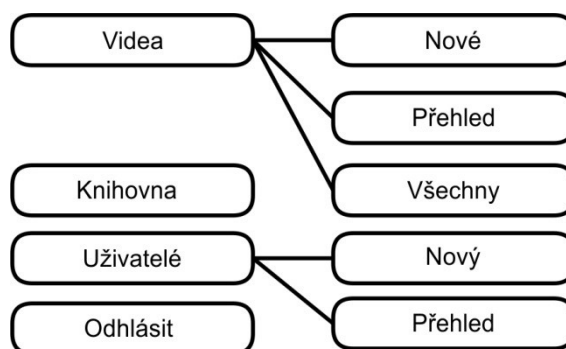 Videa
Nové
Přehled
Knihovna
Všechny
Uživatelé
Nový
Odhlásit
Přehled